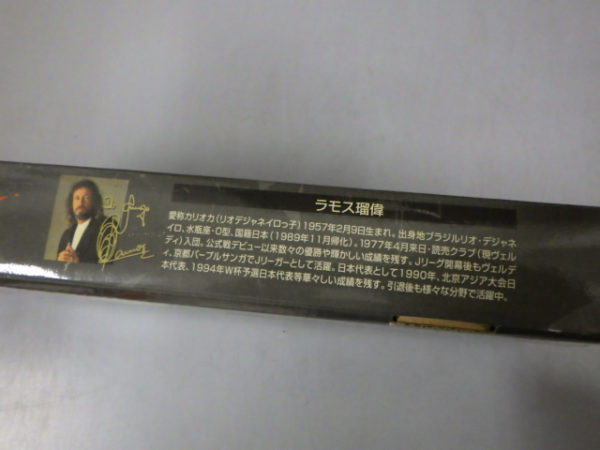 ラモス瑠偉
愛称カリオカ(リオデジャネイロっ子)1957年2月9日生まれ、出身地ブラジルリオ・デジャネ
イロ、水瓶座・O型、国籍日本(1989年11月帰化)。1977年4月来日・読売クラブ(現ヴェル
ディ)入団、公式戦デビュー以来数々の優勝や輝かしい成績を残す。Jリーグ開幕後もヴェルデ
ィ、京都パープルサンガでJリーガーとして活躍。日本代表として1990年、北京アジア大会日
本代表、1994年W杯予選日本代表等華々しい成績を残す。引退後も様々な分野で活躍中。